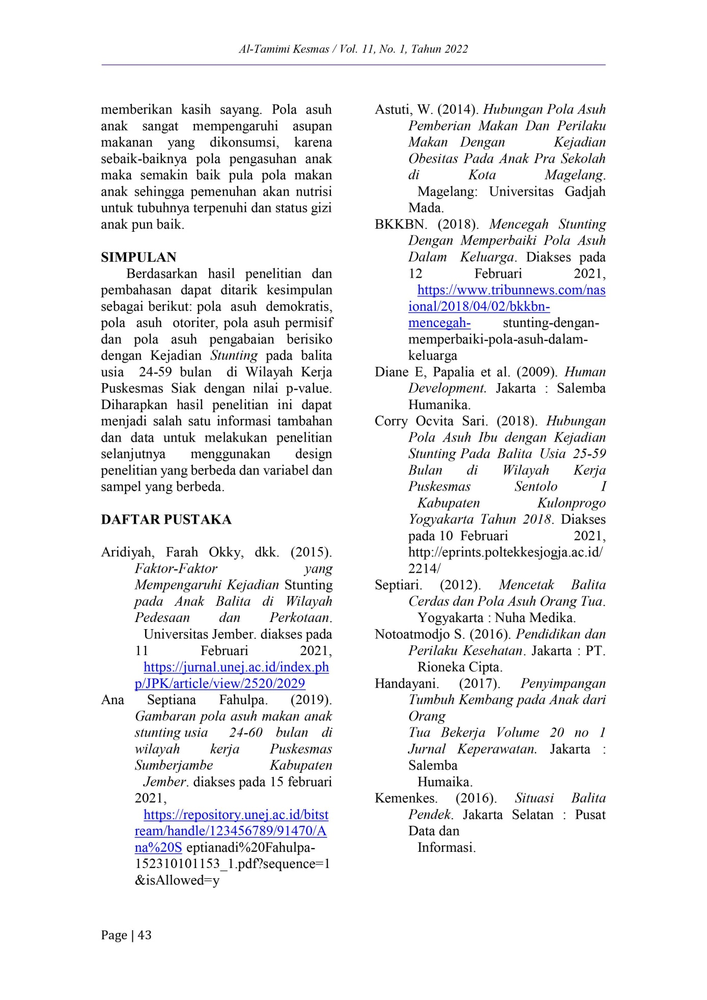 Al-Tamimi Kesmas / Vol. 11, No. 1, Tahun 2022
memberikan kasih sayang. Pola asuh
anak sangat mempengaruhi asupan
makanan yang dikonsumsi, karena
sebaik-baiknya pola pengasuhan anak
maka semakin baik pula pola makan
anak sehingga pemenuhan akan nutrisi
untuk tubuhnya terpenuhi dan status gizi
anak pun baik.
SIMPULAN
Berdasarkan hasil penelitian dan
pembahasan dapat ditarik kesimpulan
sebagai berikut: pola asuh demokratis,
pola asuh otoriter, pola asuh permisif
dan pola asuh pengabaian berisiko
dengan Kejadian Stunting pada balita
usia 24-59 bulan di Wilayah Kerja
Puskesmas Siak dengan nilai p-value.
Diharapkan hasil penelitian ini dapat
menjadi salah satu informasi tambahan
dan data untuk melakukan penelitian
selanjutnya menggunakan design
penelitian yang berbeda dan variabel dan
sampel yang berbeda.
DAFTAR PUSTAKA
Aridiyah, Farah Okky, dkk. (2015).
Faktor-Faktor yang
Mempengaruhi Kejadian Stunting
pada Anak Balita di Wilayah
Pedesaan dan Perkotaan.
Universitas Jember. diakses pada
11 Februari 2021,
https://jurnal.unej.ac.id/index.ph
p/JPK/article/view/2520/2029
Ana Septiana Fahulpa. (2019).
Gambaran pola asuh makan anak
stunting usia 24-60 bulan di
wilayah kerja Puskesmas
Sumberjambe Kabupaten
Jember. diakses pada 15 februari
2021,
https://repository.unej.ac.id/bitst
ream/handle/123456789/91470/A
na%20S eptianadi%20Fahulpa-
152310101153_1.pdf?sequence=1
&isAllowed=y
Astuti, W. (2014). Hubungan Pola Asuh
Pemberian Makan Dan Perilaku
Makan Dengan Kejadian
Obesitas Pada Anak Pra Sekolah
di Kota Magelang.
Magelang: Universitas Gadjah
Mada.
BKKBN. (2018). Mencegah Stunting
Dengan Memperbaiki Pola Asuh
Dalam Keluarga. Diakses pada
12 Februari 2021,
https://www.tribunnews.com/nas
ional/2018/04/02/bkkbn-
mencegah- stunting-dengan-
memperbaiki-pola-asuh-dalam-
keluarga
Diane E, Papalia et al. (2009). Human
Development. Jakarta : Salemba
Humanika.
Corry Ocvita Sari. (2018). Hubungan
Pola Asuh Ibu dengan Kejadian
Stunting Pada Balita Usia 25-59
Bulan di Wilayah Kerja
Puskesmas Sentolo I
Kabupaten Kulonprogo
Yogyakarta Tahun 2018. Diakses
pada 10 Februari 2021,
http://eprints.poltekkesjogja.ac.id/
2214/
Septiari. (2012). Mencetak Balita
Cerdas dan Pola Asuh Orang Tua.
Yogyakarta : Nuha Medika.
Notoatmodjo S. (2016). Pendidikan dan
Perilaku Kesehatan. Jakarta : PT.
Rioneka Cipta.
Handayani. (2017). Penyimpangan
Tumbuh Kembang pada Anak dari
Orang
Tua Bekerja Volume 20 no 1
Jurnal Keperawatan. Jakarta :
Salemba
Humaika.
Kemenkes. (2016). Situasi Balita
Pendek. Jakarta Selatan : Pusat
Data dan
Informasi.
Page | 43